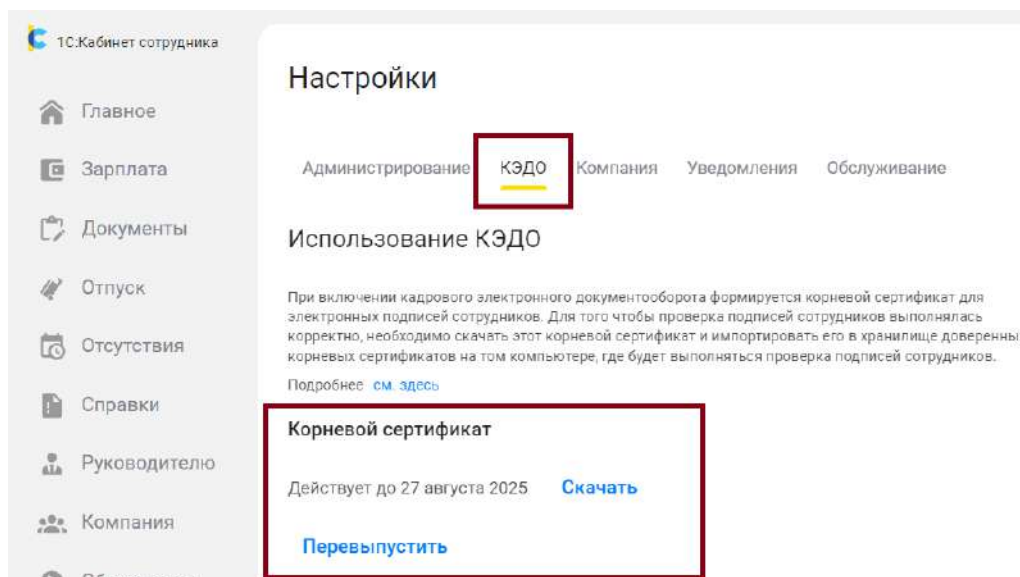 1С:Кабинет сотрудника
Настройки
Главное
Зарплата
Документы
Отпуск
Отсутствия
Справки
Руководителю
Компания
Администрирование КЭДО Компания Уведомления Обслуживание
Использование КЭДО
При включении кадрового электронного документооборота формируется корневой сертификат для
электронных подписей сотрудников. Для того чтобы проверка подписей сотрудников выполнялась
корректно, необходимо скачать этот корневой сертификат и импортировать его в хранилище доверенны
корневых сертификатов на том компьютере, где будет выполняться проверка подписей сотрудников.
Подробнее см. здесь
Корневой сертификат
Действует до 27 августа 2025 Скачать
Перевыпустить